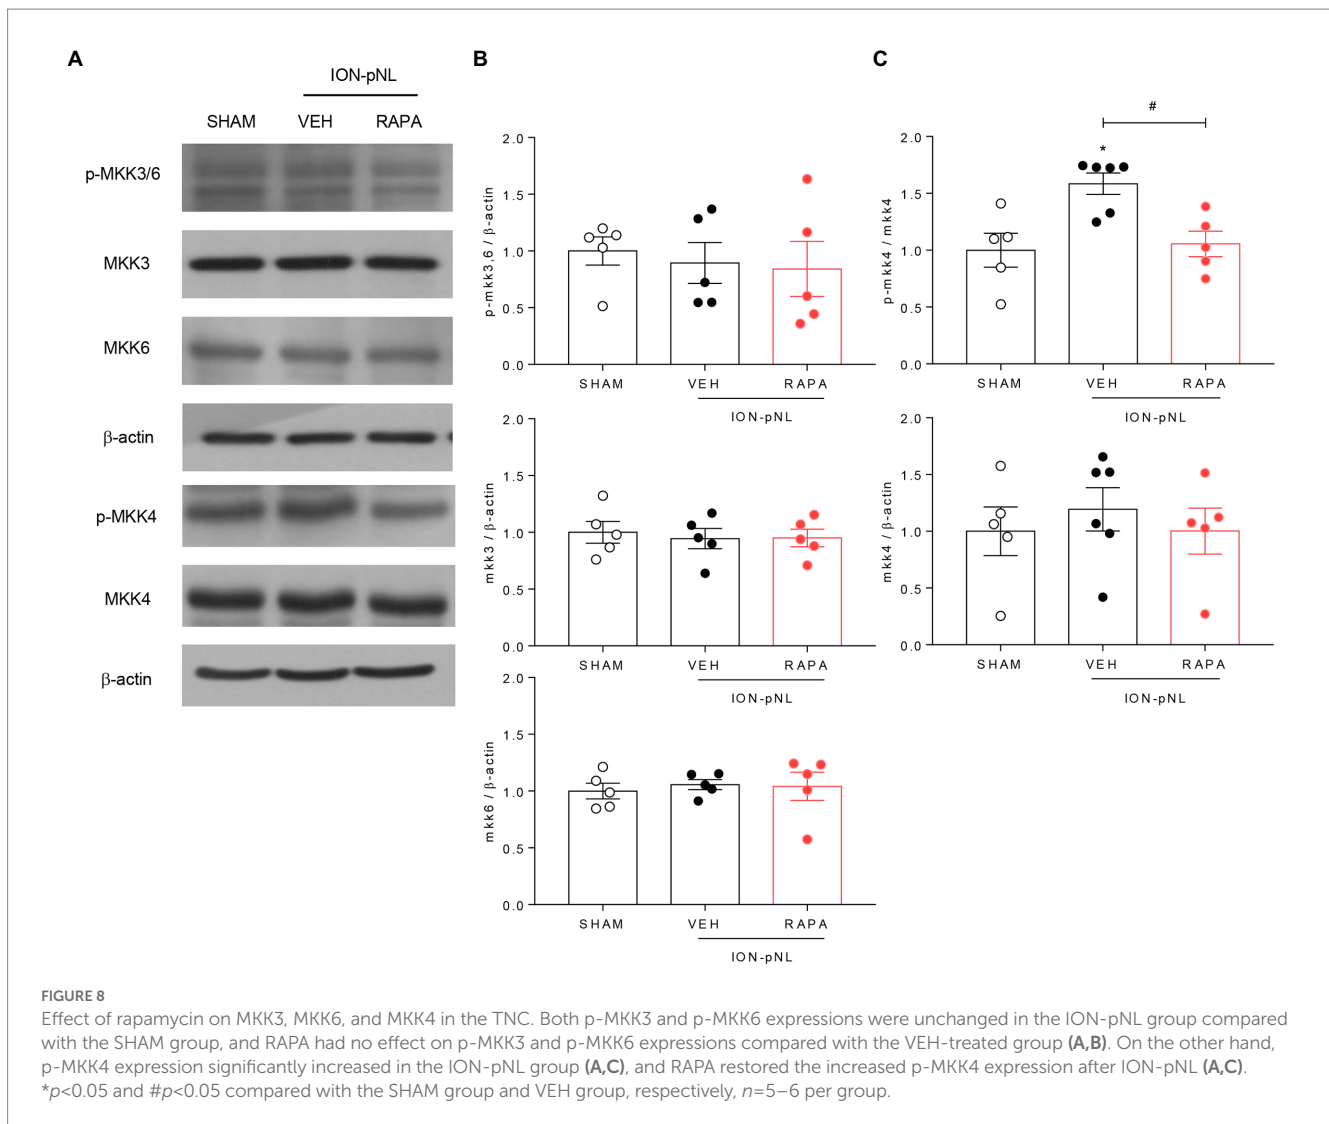 A
ION-pNL
SHAM VEH RAPA
p-MKK3/6
MKK3
MKK6
β-actin
p-MKK4
MKK4
β-actin
B
2.0
1.5
1.0
0.5
0.0
p-mkk3,6 / β-actin
SHAM VEH RAPA
ION-pNL
2.0
1.5
1.0
0.5
0.0
mkk3 / β-actin
SHAM VEH RAPA
ION-pNL
2.0
1.5
1.0
0.5
0.0
mkk6 / β-actin
SHAM VEH RAPA
ION-pNL
C
#
*
2.0
1.5
1.0
0.5
0.0
p-mkk4 / mkk4
SHAM VEH RAPA
ION-pNL
2.0
1.5
1.0
0.5
0.0
mkk4 / β-actin
SHAM VEH RAPA
ION-pNL
FIGURE 8
Effect of rapamycin on MKK3, MKK6, and MKK4 in the TNC. Both p-MKK3 and p-MKK6 expressions were unchanged in the ION-pNL group compared
with the SHAM group, and RAPA had no effect on p-MKK3 and p-MKK6 expressions compared with the VEH-treated group (A,B). On the other hand,
p-MKK4 expression significantly increased in the ION-pNL group (A,C), and RAPA restored the increased p-MKK4 expression after ION-pNL (A,C).
*p<0.05 and #p<0.05 compared with the SHAM group and VEH group, respectively, n=5–6 per group.